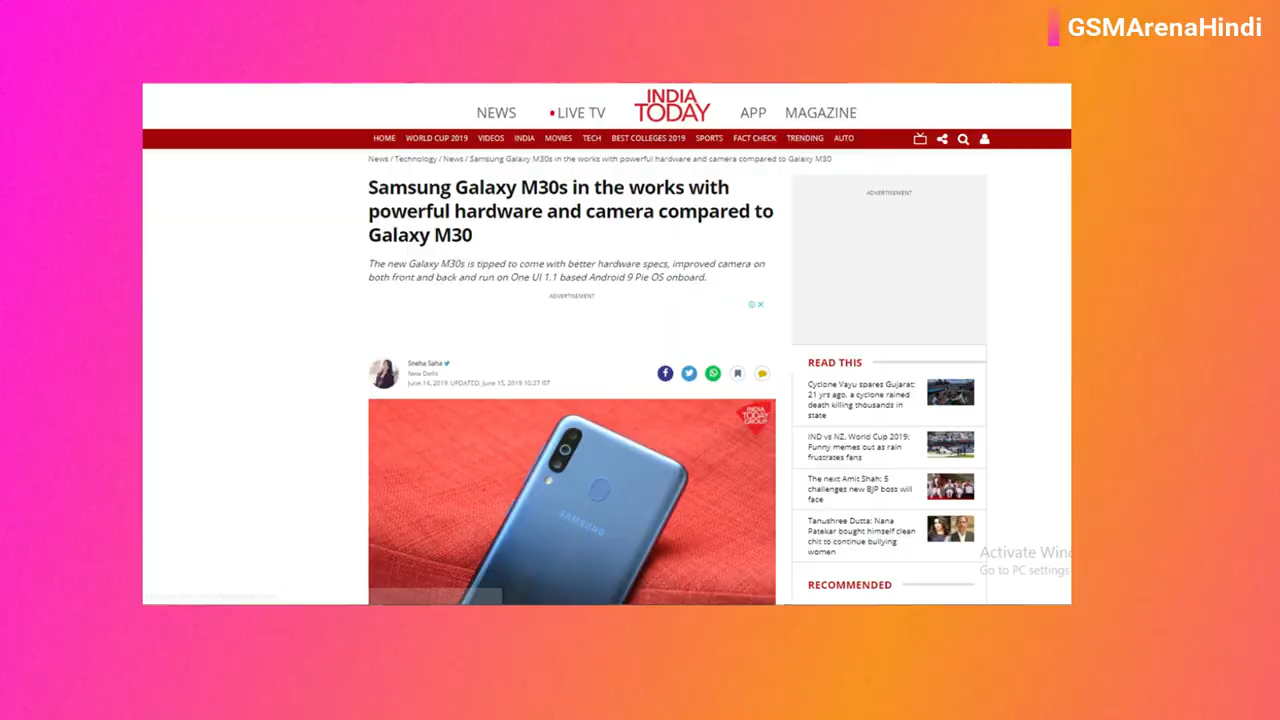 GSMArenaHindi
NEWS
LIVE TV
INDIA
TODAY
APP
MAGAZINE
HOME WORLD CUP 2019 VIDEOS INDIA MOVIES TECH BEST COLLEGES 2019 SPORTS FACT CHECK TRENDING AUTO
News / Technology / News / Samsung Galaxy M30s in the works with powerful hardware and camera compared to Galaxy M30
Samsung Galaxy M30s in the works with
powerful hardware and camera compared to
Galaxy M30
The new Galaxy M30s is tipped to come with better hardware specs, improved camera on
both front and back and run on One UI 1.1 based Android 9 Pie OS onboard.
ADVERTISEMENT
Sneha Saha
New Delhi
June 14, 2019 UPDATED: June 15, 2019 10:27 IST
INDIA
TODAY
GROUP
SAMSUNG
ADVERTISEMENT
READ THIS
Cyclone Vayu spares Gujarat:
21 yrs ago, a cyclone rained
death killing thousands in
state
IND vs NZ, World Cup 2019:
Funny memes out as rain
frustrates fans
The next Amit Shah: 5
challenges new BJP boss will
face
Tanushree Dutta: Nana
Patekar bought himself clean
chit to continue bullying
women
RECOMMENDED
Activate Wind
Go to PC settings